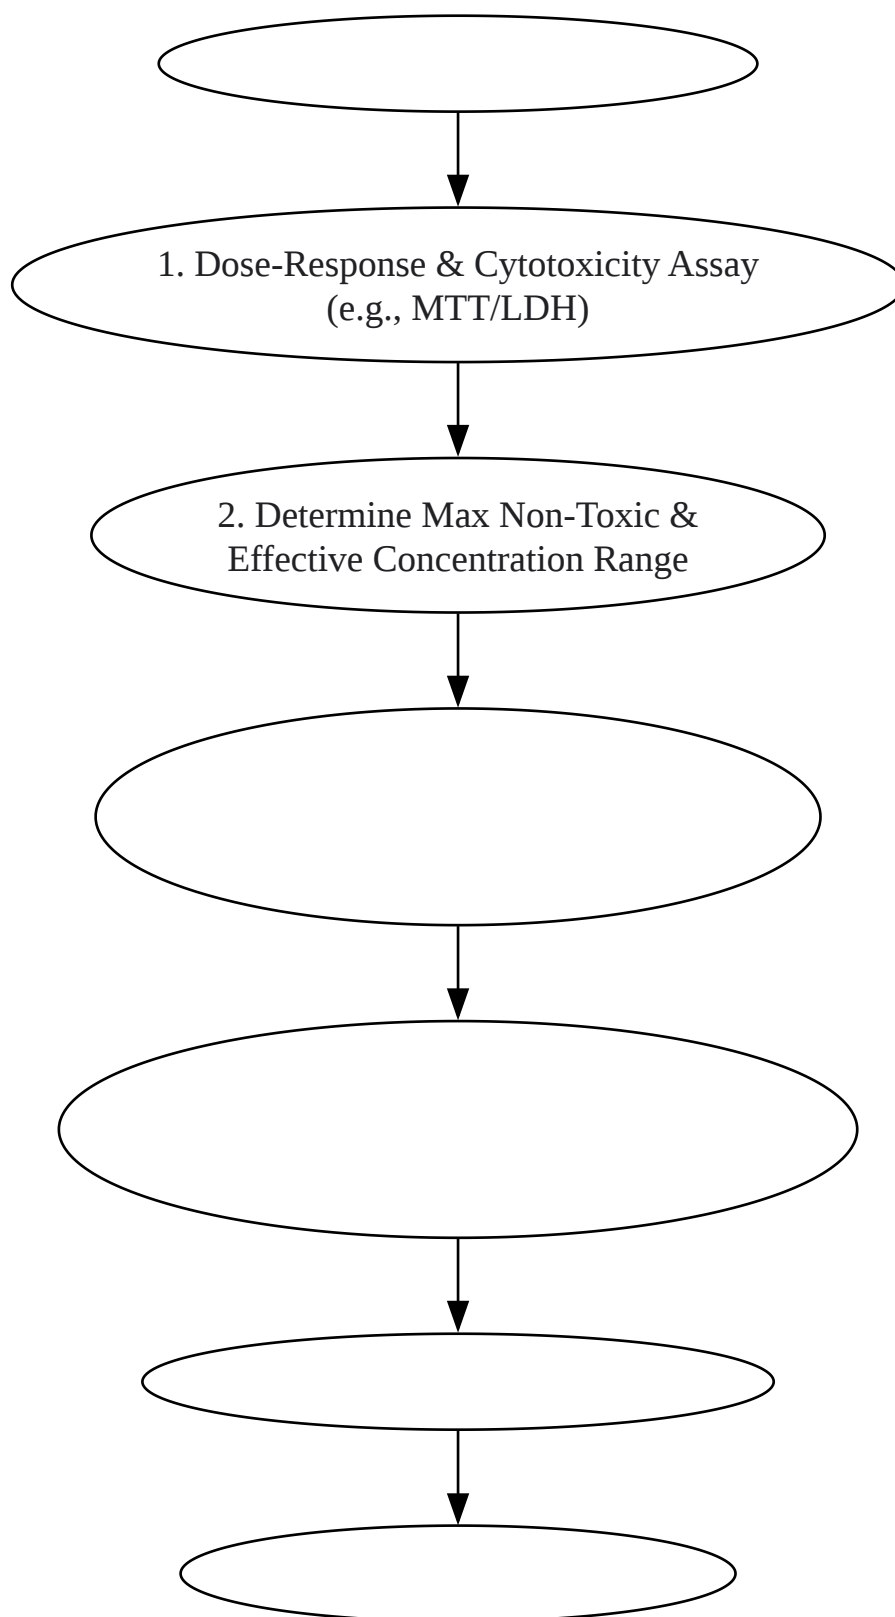 1. Dose-Response & Cytotoxicity Assay
(e.g., MTT/LDH)
2. Determine Max Non-Toxic &
Effective Concentration Range